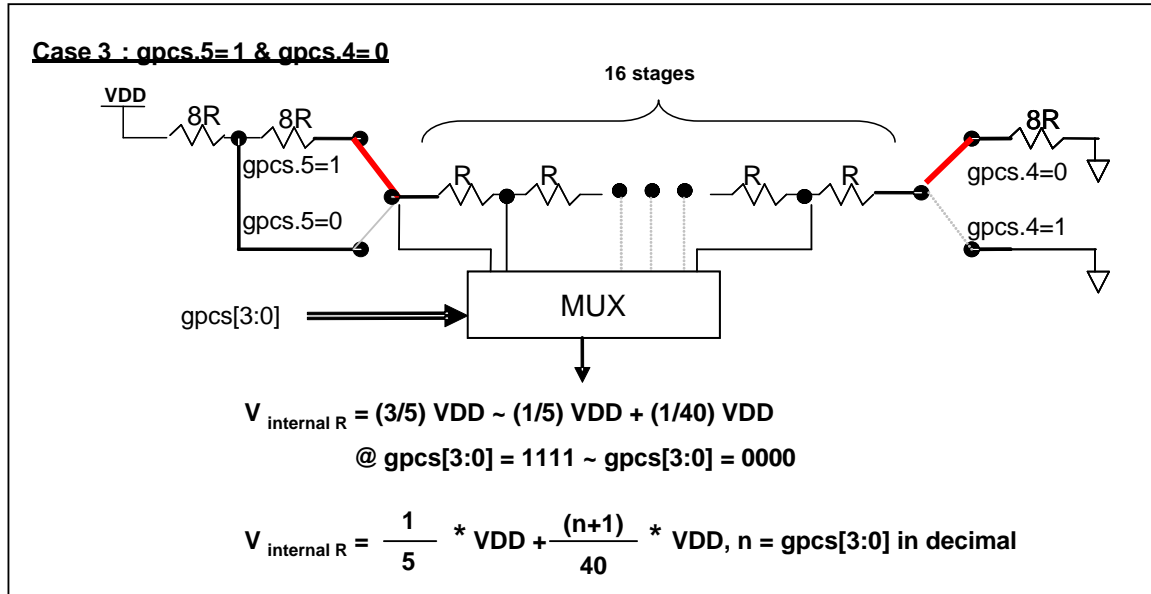 Case 3 : gpcs.5=1 & gpcs.4=0
16 stages
VDD
8R
8R
8R
gpcs.5=1
gpcs.4=0
R
R
R
R
gpcs.5=0
gpcs.4=1
gpcs[3:0]
MUX
V internal R = (3/5) VDD ~ (1/5) VDD + (1/40) VDD
@ gpcs[3:0] = 1111 ~ gpcs[3:0] = 0000
V internal R = 1/5 * VDD + (n+1)/40 * VDD, n = gpcs[3:0] in decimal